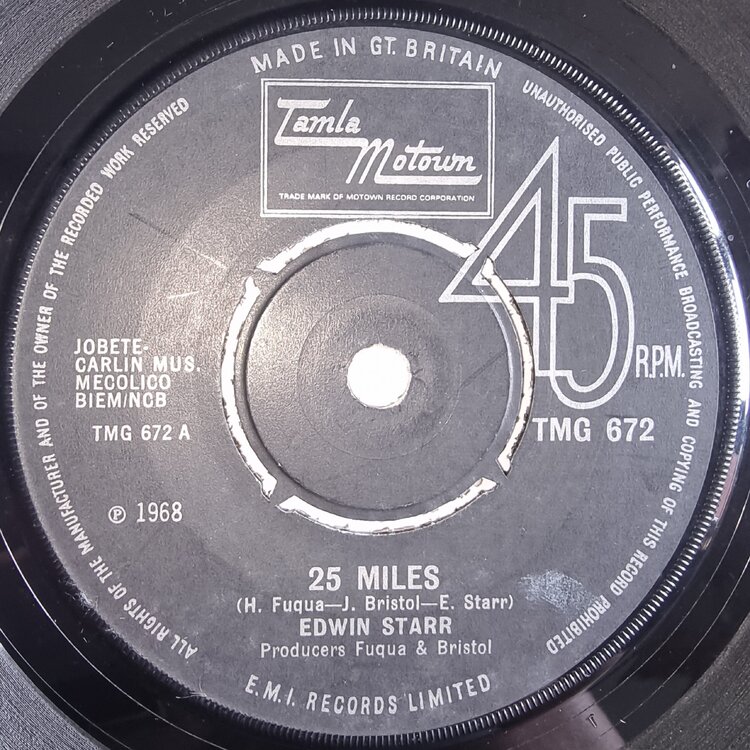 MADE IN GT. BRITAIN
Tamla
Motown
TRADE MARK OF MOTOWN RECORD CORPORATION
UNAUTHORISED PUBLIC PERFORMANCE BROADCASTING AND COPYING OF THIS RECORD PROHIBITED
ALL RIGHTS OF THE MANUFACTURER AND OF THE OWNER OF THE RECORDED WORK RESERVED
45
R.P.M.
TMG 672
JOBETE-
CARLIN MUS.
MECOLICO
BIEM/NCB
TMG 672 A
℗ 1968
25 MILES
(H. Fuqua—J. Bristol—E. Starr)
EDWIN STARR
Producers Fuqua & Bristol
E.M.I. RECORDS LIMITED